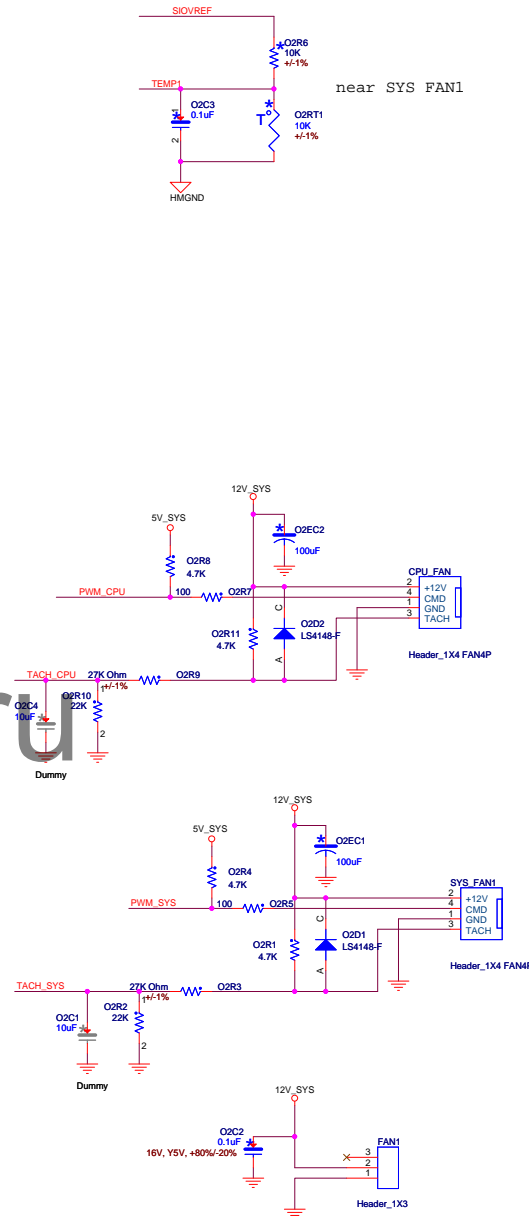 SIOVREF
O2R6
10K
+/-1%
TEMP1
near SYS FAN1
O2C3
0.1uF
1
2
T°
O2RT1
10K
+/-1%
HMGND
12V_SYS
5V_SYS
O2EC2
100uF
O2R8
4.7K
CPU_FAN
PWM_CPU
100
O2R7
2
4
1
3
+12V
CMD
GND
TACH
C
O2R11
4.7K
O2D2
LS4148-F
A
Header_1X4 FAN4P
TACH_CPU
27K Ohm
+/-1%
O2R9
O2C4
10uF
O2R10
22K
1
2
Dummy
12V_SYS
5V_SYS
O2EC1
100uF
O2R4
4.7K
SYS_FAN1
PWM_SYS
100
O2R5
2
4
1
3
+12V
CMD
GND
TACH
C
O2R1
4.7K
O2D1
LS4148-F
A
Header_1X4 FAN4P
TACH_SYS
27K Ohm
+/-1%
O2R3
O2C1
10uF
O2R2
22K
1
2
Dummy
12V_SYS
O2C2
0.1uF
16V, Y5V, +80%/-20%
FAN1
3
2
1
Header_1X3